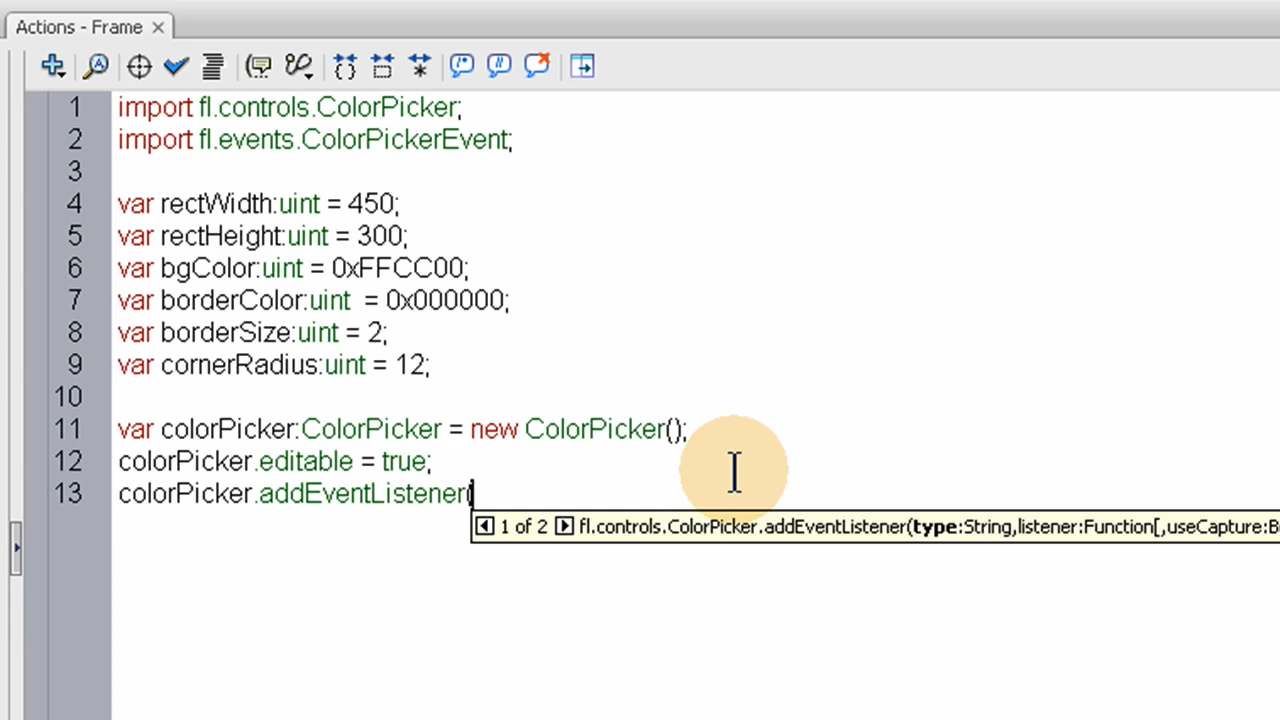 Actions - Frame
1 import fl.controls.ColorPicker;
2 import fl.events.ColorPickerEvent;
3
4 var rectWidth:uint = 450;
5 var rectHeight:uint = 300;
6 var bgColor:uint = 0xFFCC00;
7 var borderColor:uint  = 0x000000;
8 var borderSize:uint = 2;
9 var cornerRadius:uint = 12;
10
11 var colorPicker:ColorPicker = new ColorPicker();
12 colorPicker.editable = true;
13 colorPicker.addEventListener(
1 of 2 fl.controls.ColorPicker.addEventListener(type:String,listener:Function[,useCapture:B